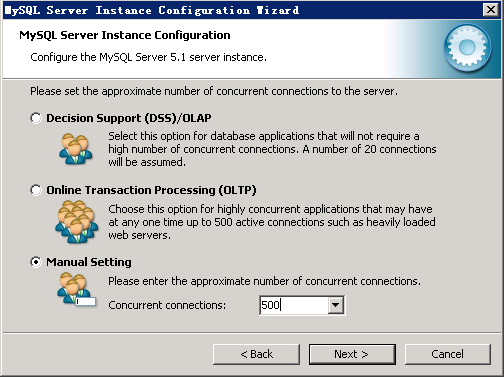 MySQL Server Instance Configuration Wizard
MySQL Server Instance Configuration
Configure the MySQL Server 5.1 server instance.
Please set the approximate number of concurrent connections to the server.
Decision Support (DSS)/OLAP
Select this option for database applications that will not require a
high number of concurrent connections. A number of 20 connections
will be assumed.
Online Transaction Processing (OLTP)
Choose this option for highly concurrent applications that may have
at any one time up to 500 active connections such as heavily loaded
web servers.
Manual Setting
Please enter the approximate number of concurrent connections.
Concurrent connections: 500
< Back Next > Cancel